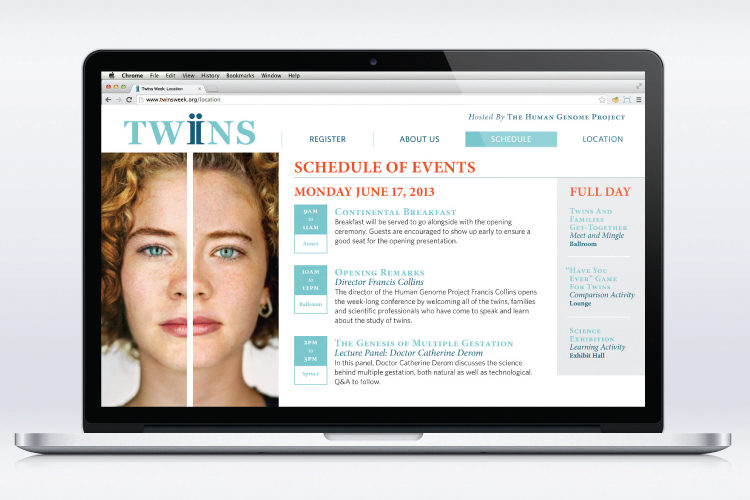 Chrome File Edit View History Bookmarks Window Help
Twins Week: Location
www.twinsweek.org/location
TWiiNS
Hosted By The Human Genome Project
REGISTER ABOUT US SCHEDULE LOCATION
SCHEDULE OF EVENTS
MONDAY JUNE 17, 2013
9AM
to
11AM
Continental Breakfast
Breakfast will be served to go alongside with the opening
ceremony. Guests are encouraged to show up early to ensure a
good seat for the opening presentation.
10AM
to
12PM
Ballroom
Opening Remarks
Director Francis Collins
The director of the Human Genome Project Francis Collins opens
the week-long conference by welcoming all of the twins, families
and scientific professionals who have come to speak and learn
about the study of twins.
2PM
to
3PM
Spruce
The Genesis of Multiple Gestation
Lecture Panel: Doctor Catherine Derom
In this panel, Doctor Catherine Derom discusses the science
behind multiple gestation, both natural as well as technological.
Q&A to follow.
FULL DAY
Twins And
Families
Get-Together
Meet and Mingle
Ballroom
"Have You
Ever" Game
For Twins
Comparison Activity
Lounge
Science
Exhibition
Learning Activity
Exhibit Hall